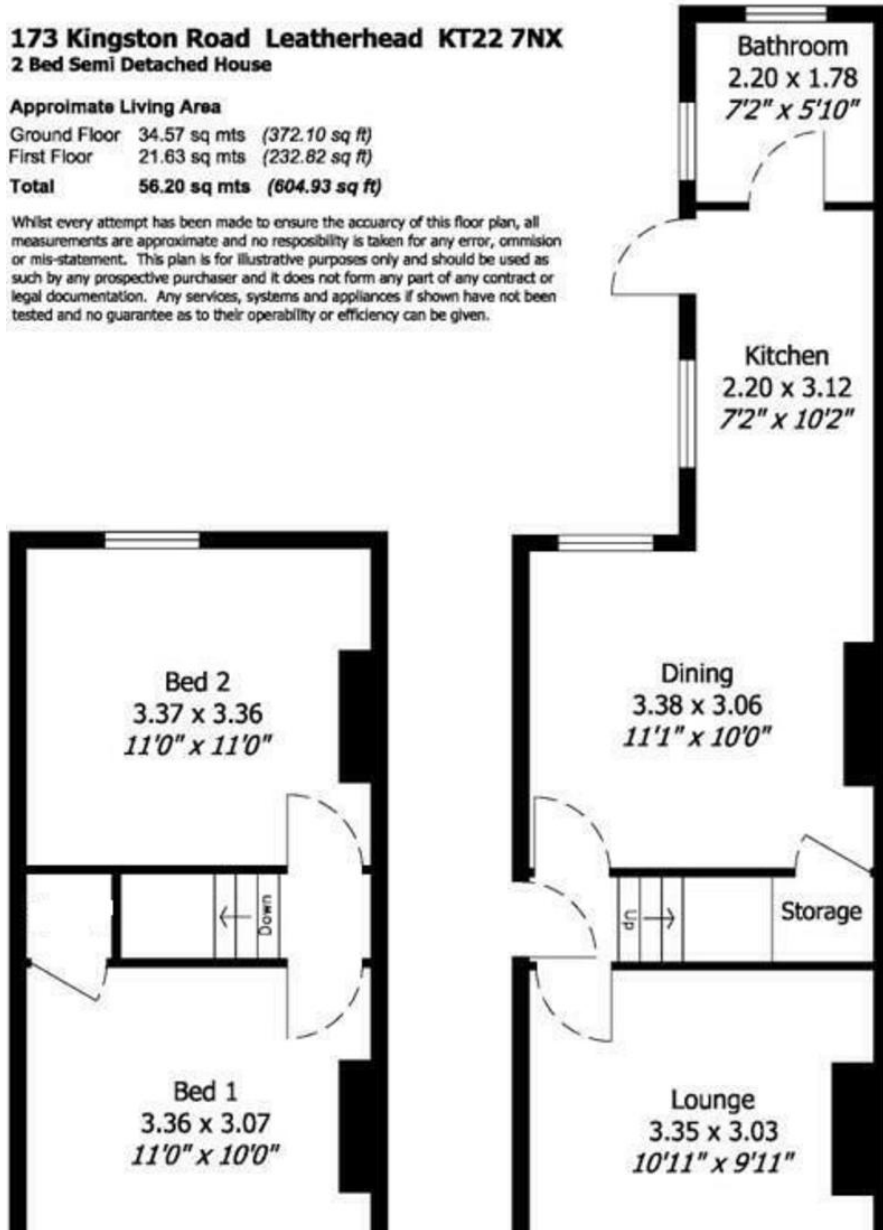 173 Kingston Road Leatherhead KT22 7NX
2 Bed Semi Detached House
Approimate Living Area
Ground Floor 34.57 sq mts (372.10 sq ft)
First Floor 21.63 sq mts (232.82 sq ft)
Total 56.20 sq mts (604.93 sq ft)
Whilst every attempt has been made to ensure the accuarcy of this floor plan, all
measurements are approximate and no resposibility is taken for any error, ommision
or mis-statement. This plan is for illustrative purposes only and should be used as
such by any prospective purchaser and it does not form any part of any contract or
legal documentation. Any services, systems and appliances if shown have not been
tested and no guarantee as to their operability or efficiency can be given.
Bathroom
2.20 x 1.78
7'2" x 5'10"
Kitchen
2.20 x 3.12
7'2" x 10'2"
Bed 2
3.37 x 3.36
11'0" x 11'0"
Dining
3.38 x 3.06
11'1" x 10'0"
Down
Up
Storage
Bed 1
3.36 x 3.07
11'0" x 10'0"
Lounge
3.35 x 3.03
10'11" x 9'11"